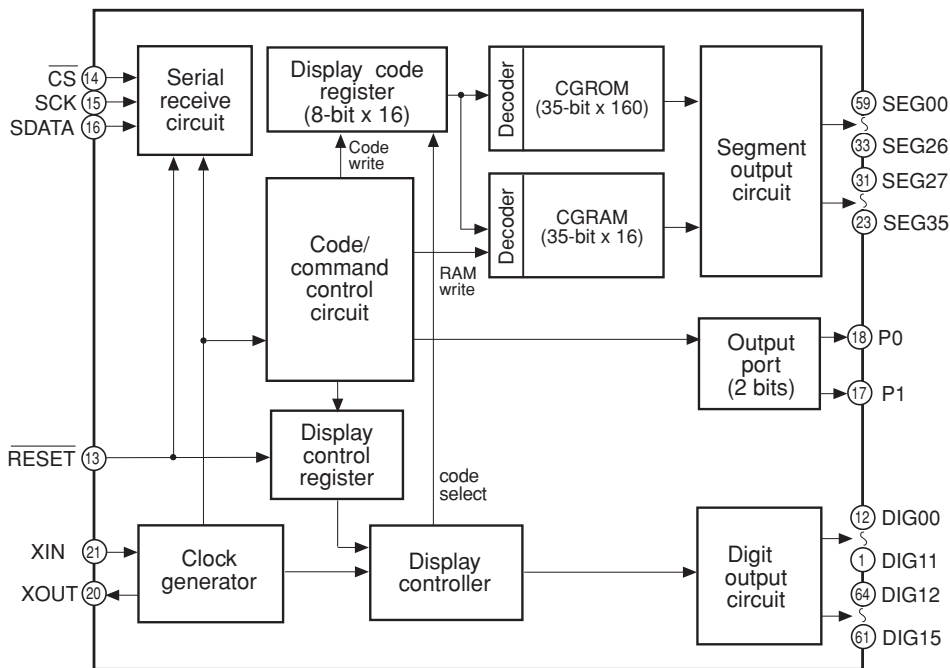 CS
14
SCK
15
SDATA
16
Serial
receive
circuit
Display code
register
(8-bit x 16)
Decoder
CGROM
(35-bit x 160)
Segment
output
circuit
59
SEG00
33
SEG26
31
SEG27
23
SEG35
Code
write
Code/
command
control
circuit
Decoder
CGRAM
(35-bit x 16)
RAM
write
Output
port
(2 bits)
18
P0
17
P1
RESET
13
Display
control
register
code
select
XIN
21
XOUT
20
Clock
generator
Display
controller
Digit
output
circuit
12
DIG00
1
DIG11
64
DIG12
61
DIG15